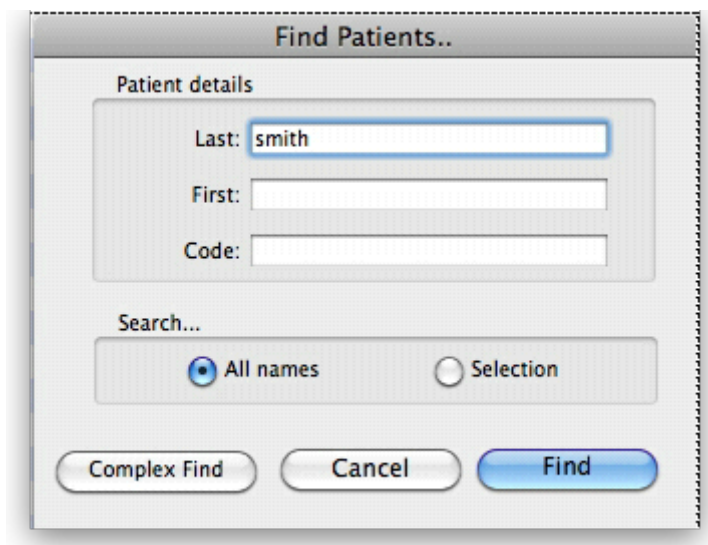 Find Patients..
Patient details
Last: smith
First:
Code:
Search...
All names Selection
Complex Find Cancel Find